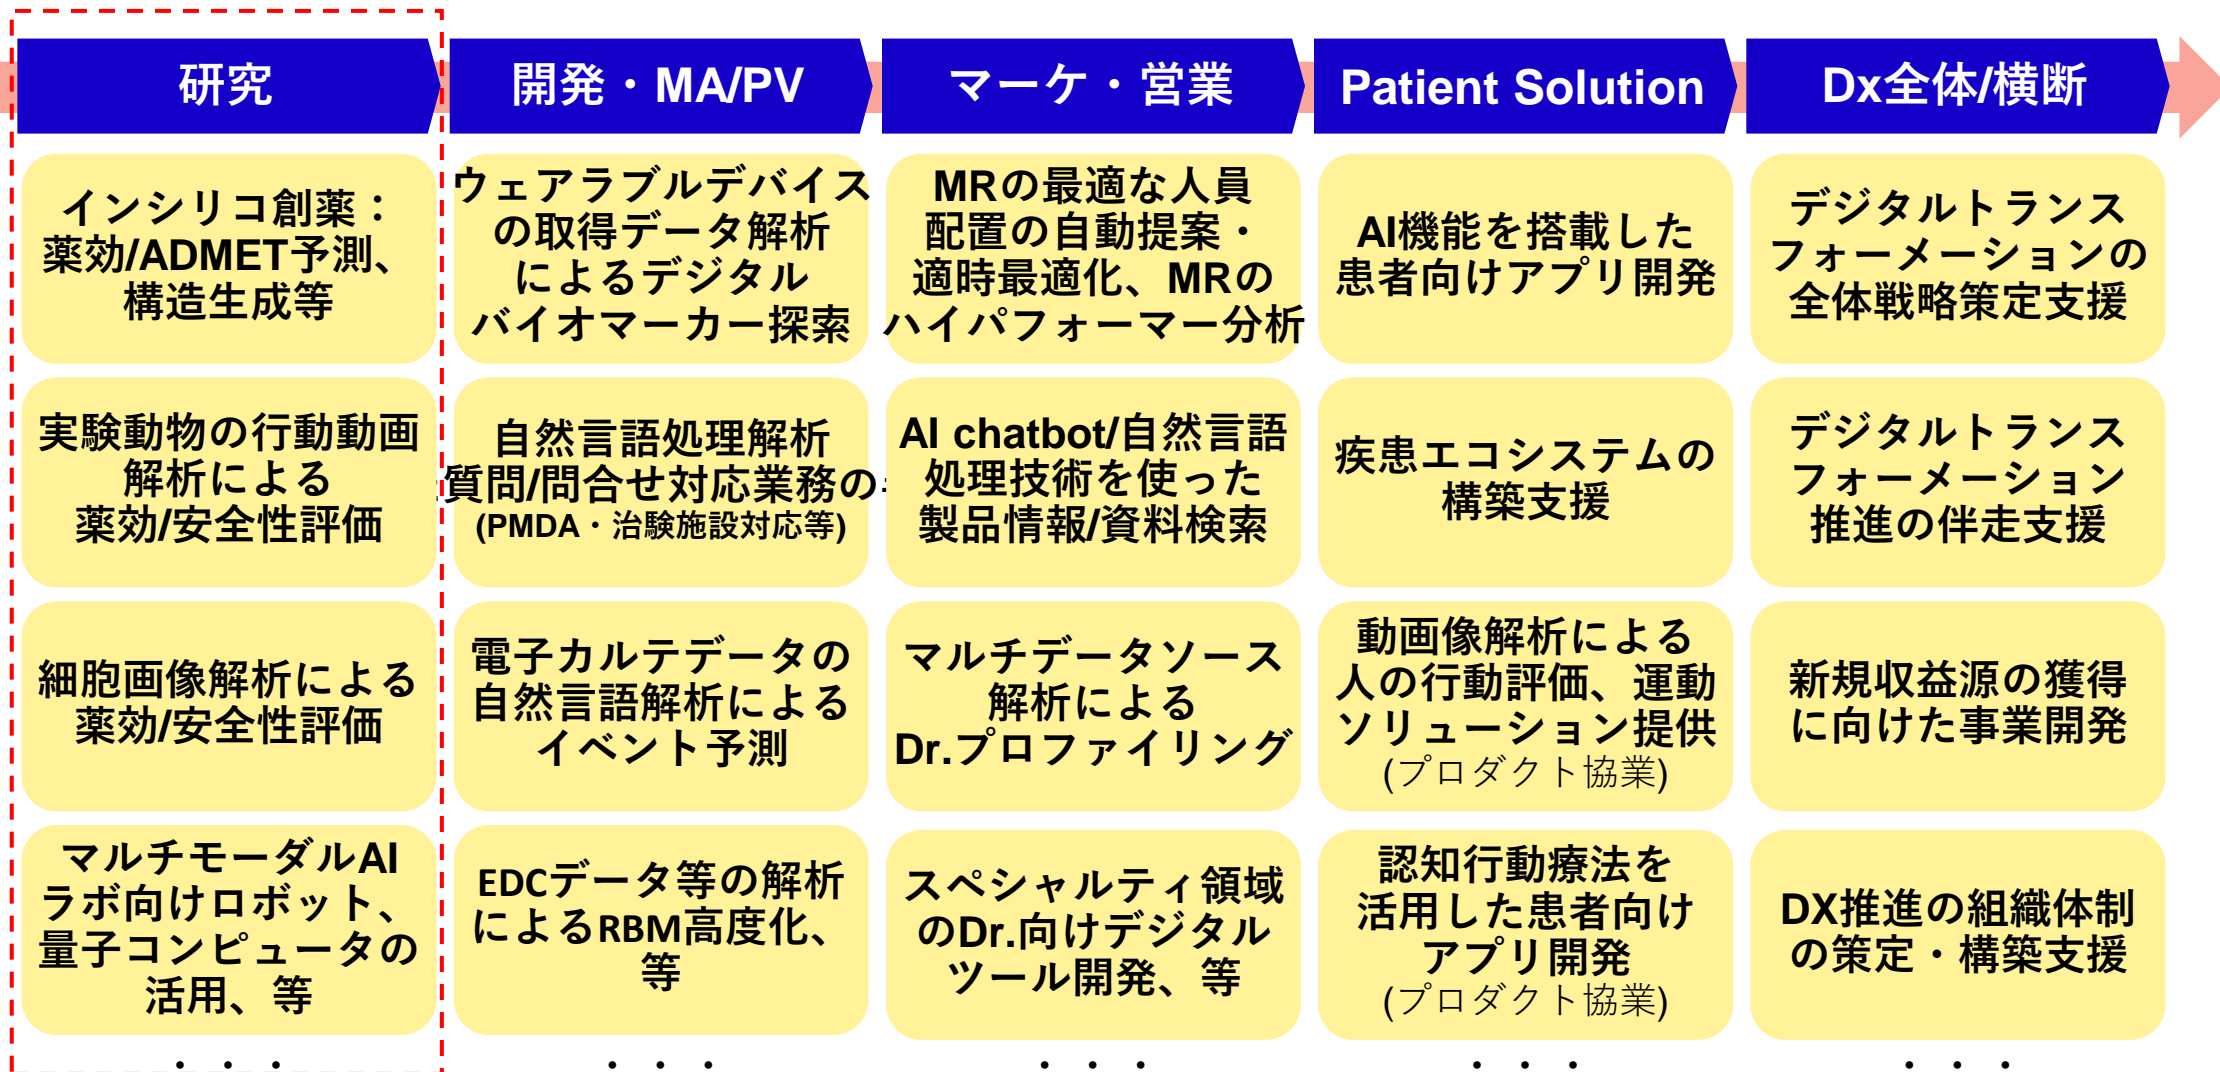 研究
開発・MA/PV
マーケ・営業
Patient Solution
Dx全体/横断
インシリコ創薬：
薬効/ADMET予測、
構造生成等
ウェアラブルデバイス
の取得データ解析
によるデジタル
バイオマーカー探索
MRの最適な人員
配置の自動提案・
適時最適化、MRの
ハイパフォーマー分析
AI機能を搭載した
患者向けアプリ開発
デジタルトランス
フォーメーションの
全体戦略策定支援
実験動物の行動動画
解析による
薬効/安全性評価
自然言語処理解析
質問/問合せ対応業務の
(PMDA・治験施設対応等)
AI chatbot/自然言語
処理技術を使った
製品情報/資料検索
疾患エコシステムの
構築支援
デジタルトランス
フォーメーション
推進の伴走支援
細胞画像解析による
薬効/安全性評価
電子カルテデータの
自然言語解析による
イベント予測
マルチデータソース
解析による
Dr.プロファイリング
動画像解析による
人の行動評価、運動
ソリューション提供
(プロダクト協業)
新規収益源の獲得
に向けた事業開発
マルチモーダルAI
ラボ向けロボット、
量子コンピュータの
活用、等
EDCデータ等の解析
によるRBM高度化、
等
スペシャルティ領域
のDr.向けデジタル
ツール開発、等
認知行動療法を
活用した患者向け
アプリ開発
(プロダクト協業)
DX推進の組織体制
の策定・構築支援
・・・
・・・
・・・
・・・
・・・